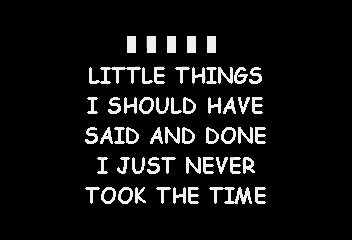 ▮ ▮ ▮ ▮ ▮
LITTLE THINGS
I SHOULD HAVE
SAID AND DONE
I JUST NEVER
TOOK THE TIME